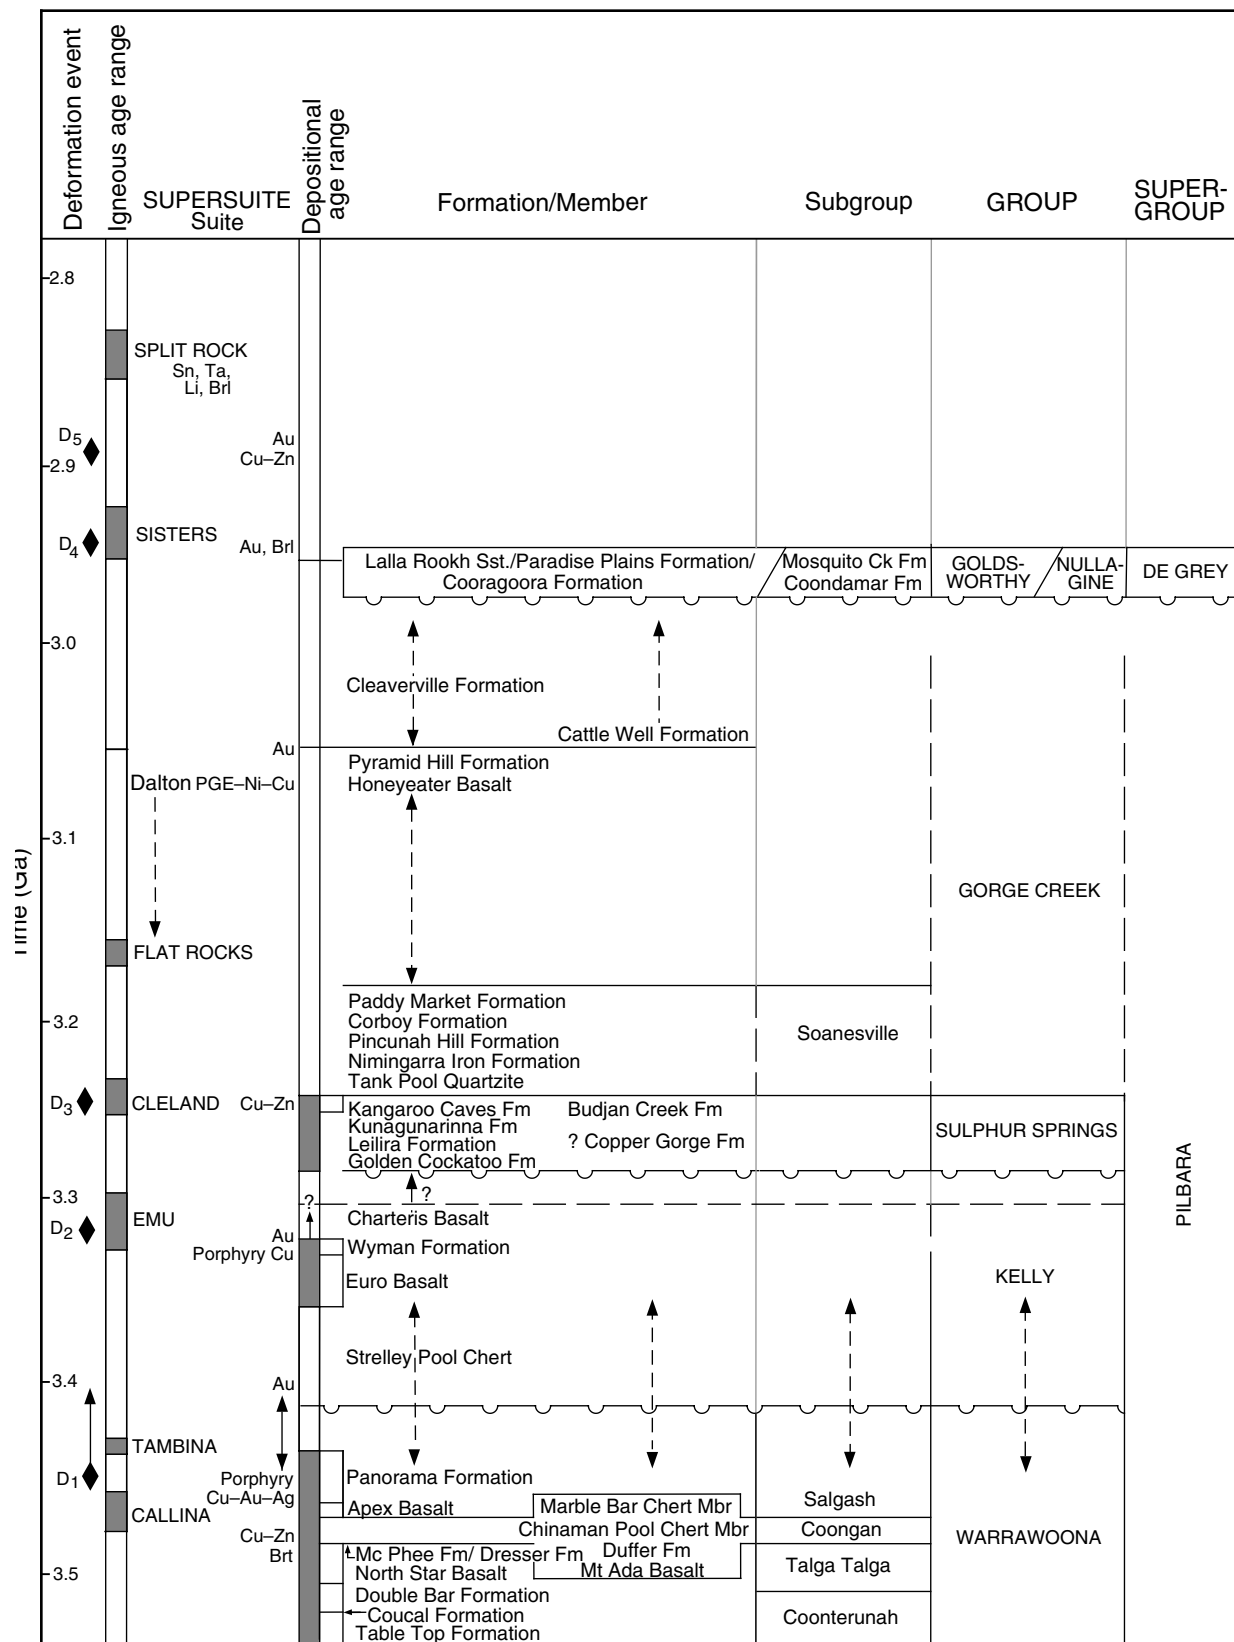 Deformation event
Igneous age range
SUPERSUITE
Suite
Depositional
age range
Formation/Member
Subgroup
GROUP
SUPER-
GROUP
Time (Ga)
2.8
SPLIT ROCK
Sn, Ta,
Li, Brl
D5
Au
Cu–Zn
2.9
SISTERS
D4
Au, Brl
Lalla Rookh Sst./Paradise Plains Formation/
Cooragoora Formation
Mosquito Ck Fm
Coondamar Fm
GOLDS-
WORTHY
NULLA-
GINE
DE GREY
3.0
Cleaverville Formation
Cattle Well Formation
Au
Pyramid Hill Formation
Dalton PGE–Ni–Cu
Honeyeater Basalt
3.1
GORGE CREEK
FLAT ROCKS
Paddy Market Formation
3.2
Corboy Formation
Pincunah Hill Formation
Nimingarra Iron Formation
Tank Pool Quartzite
Soanesville
D3
CLELAND
Cu–Zn
Kangaroo Caves Fm
Kunagunarinna Fm
Leilira Formation
Golden Cockatoo Fm
Budjan Creek Fm
? Copper Gorge Fm
SULPHUR SPRINGS
PILBARA
3.3
?
?
D2
EMU
Charteris Basalt
Au
Porphyry Cu
Wyman Formation
Euro Basalt
KELLY
Strelley Pool Chert
3.4
Au
TAMBINA
D1
Porphyry
Cu–Au–Ag
Panorama Formation
CALLINA
Apex Basalt
Marble Bar Chert Mbr
Salgash
Cu–Zn
Brt
Chinaman Pool Chert Mbr
Coongan
WARRAWOONA
Mc Phee Fm/ Dresser Fm
Duffer Fm
North Star Basalt
Mt Ada Basalt
Talga Talga
3.5
Double Bar Formation
Coucal Formation
Table Top Formation
Coonterunah